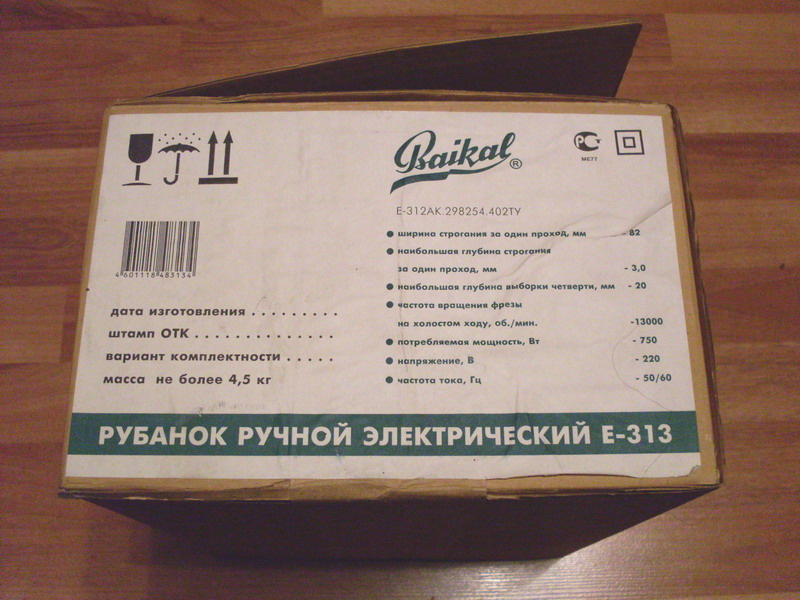 Baikal®
РС
МЕ77
Е-312АК.298254.402ТУ
ширина строгания за один проход, мм - 82
наибольшая глубина строгания
за один проход, мм - 3,0
наибольшая глубина выборки четверти, мм - 20
частота вращения фрезы
на холостом ходу, об./мин. -13000
потребляемая мощность, Вт - 750
напряжение, В - 220
частота тока, Гц - 50/60
4601118483134
дата изготовления . . . . . . . . .
штамп ОТК . . . . . . . . . . . . . .
вариант комплектности . . . . .
масса не более 4,5 кг
РУБАНОК РУЧНОЙ ЭЛЕКТРИЧЕСКИЙ Е-313